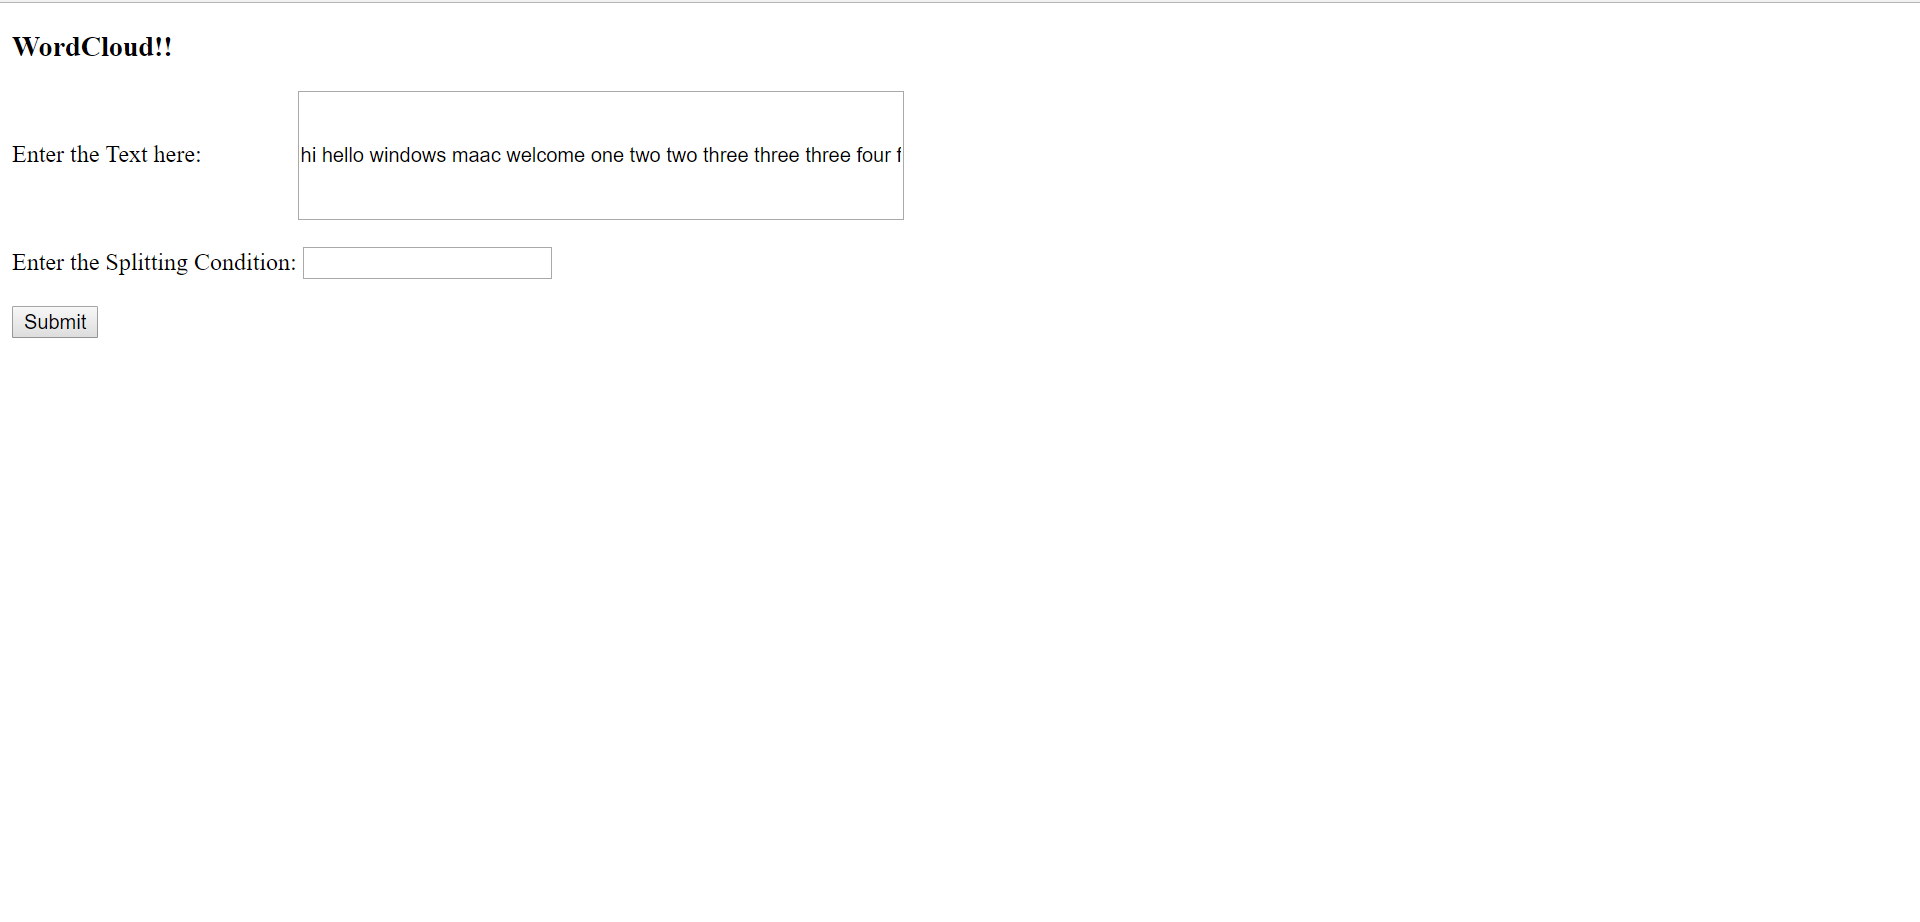 WordCloud!!
Enter the Text here: hi hello windows maac welcome one two two three three three four f
Enter the Splitting Condition:
Submit